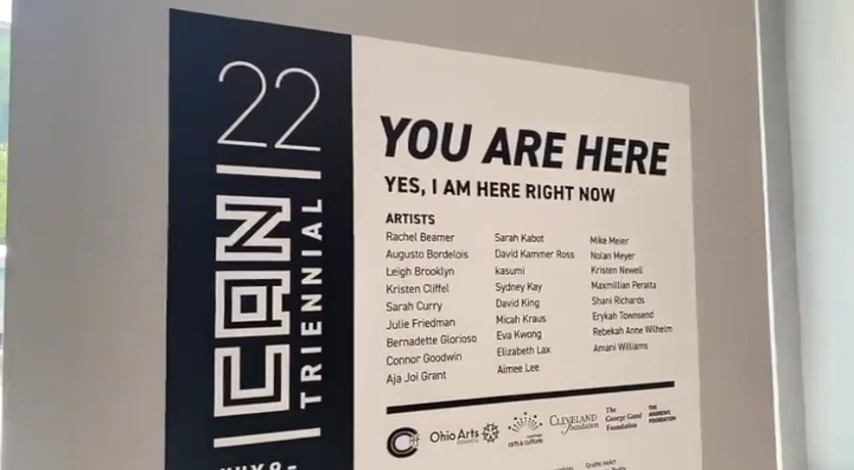 22
CAN
TRIENNIAL
YOU ARE HERE
YES, I AM HERE RIGHT NOW
ARTISTS
Rachel Beamer
Augusto Bordelois
Leigh Brooklyn
Kristen Cliffel
Sarah Curry
Julie Friedman
Bernadette Glorioso
Connor Goodwin
Aja Joi Grant
Sarah Kabot
David Kammer Ross
kasumi
Sydney Kay
David King
Micah Kraus
Eva Kwong
Elizabeth Lax
Aimee Lee
Mike Meier
Nolan Meyer
Kristen Newell
Maxmillian Peralta
Shani Richards
Erykah Townsend
Rebekah Anne Wilhelm
Amani Williams
Ohio Arts
COUNCIL
arts & culture
CLEVELAND
Foundation
The
George Gund
Foundation
THE
ANDREWS
FOUNDATION